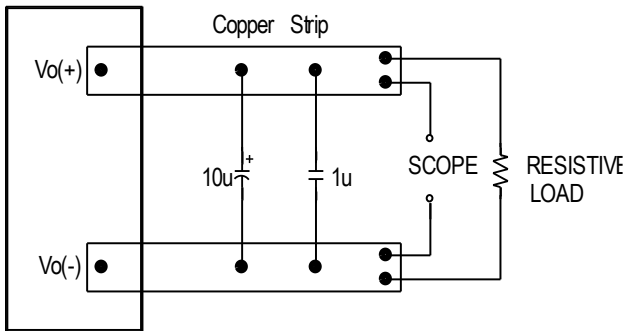 Copper Strip
Vo(+)
+
10u
1u
SCOPE
RESISTIVE
LOAD
Vo(-)